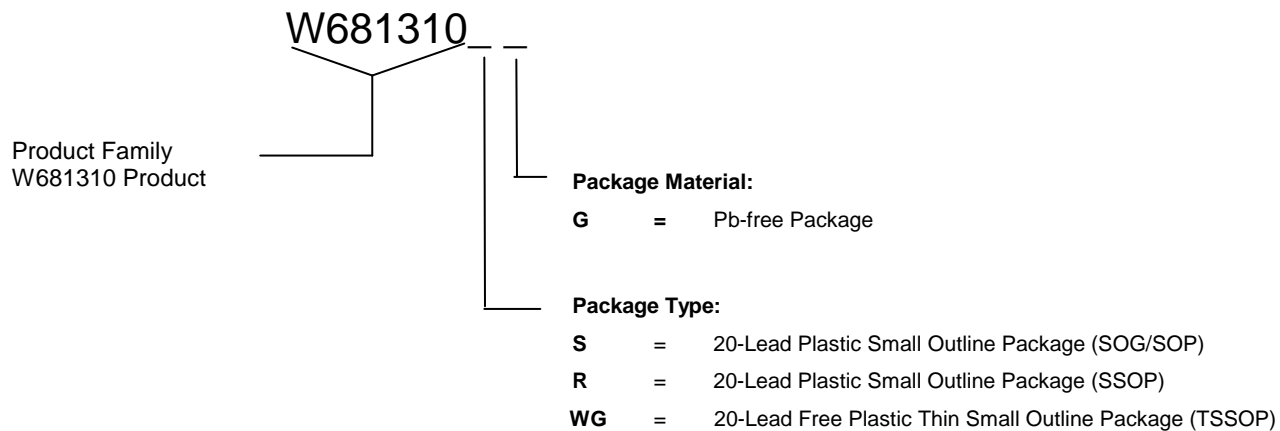 W681310_ _
Product Family
W681310 Product
Package Material:
G = Pb-free Package
Package Type:
S = 20-Lead Plastic Small Outline Package (SOG/SOP)
R = 20-Lead Plastic Small Outline Package (SSOP)
WG = 20-Lead Free Plastic Thin Small Outline Package (TSSOP)